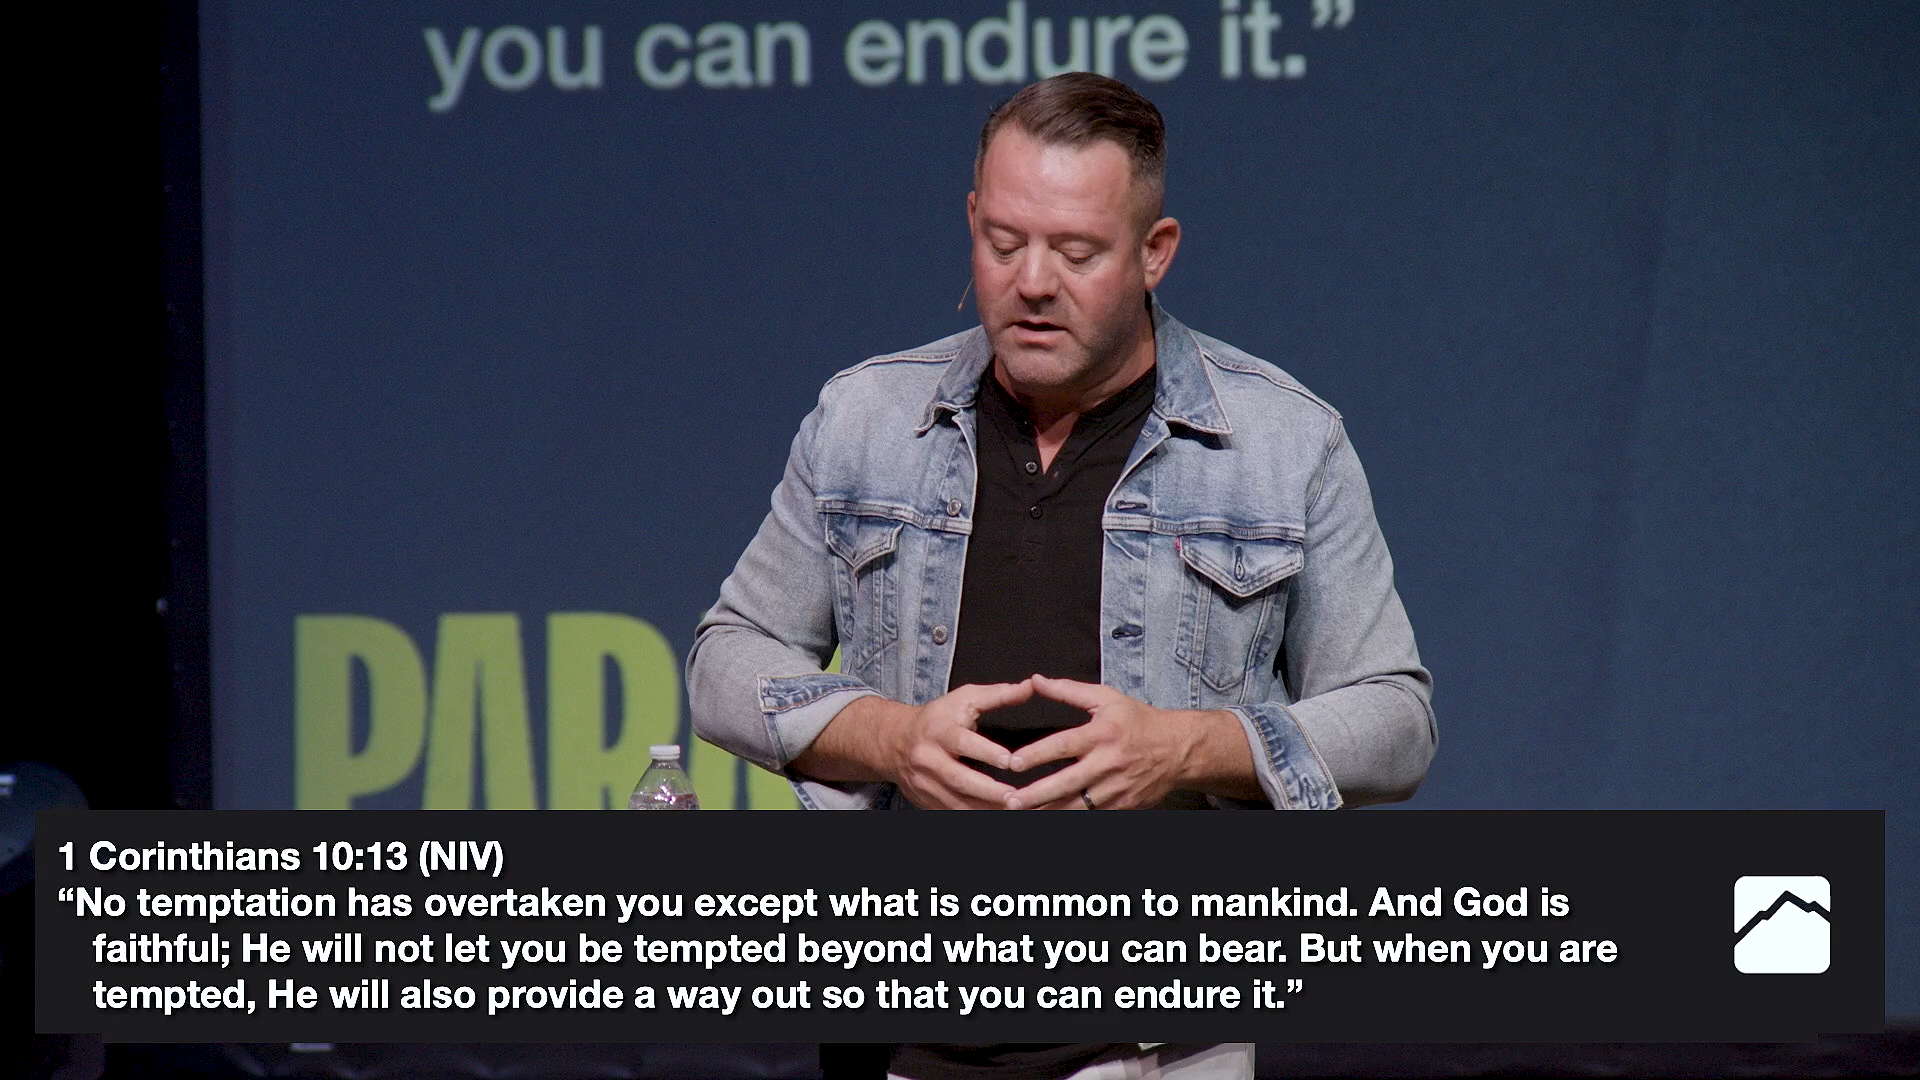 you can endure it.”
PAR
1 Corinthians 10:13 (NIV)
“No temptation has overtaken you except what is common to mankind. And God is
faithful; He will not let you be tempted beyond what you can bear. But when you are
tempted, He will also provide a way out so that you can endure it.”